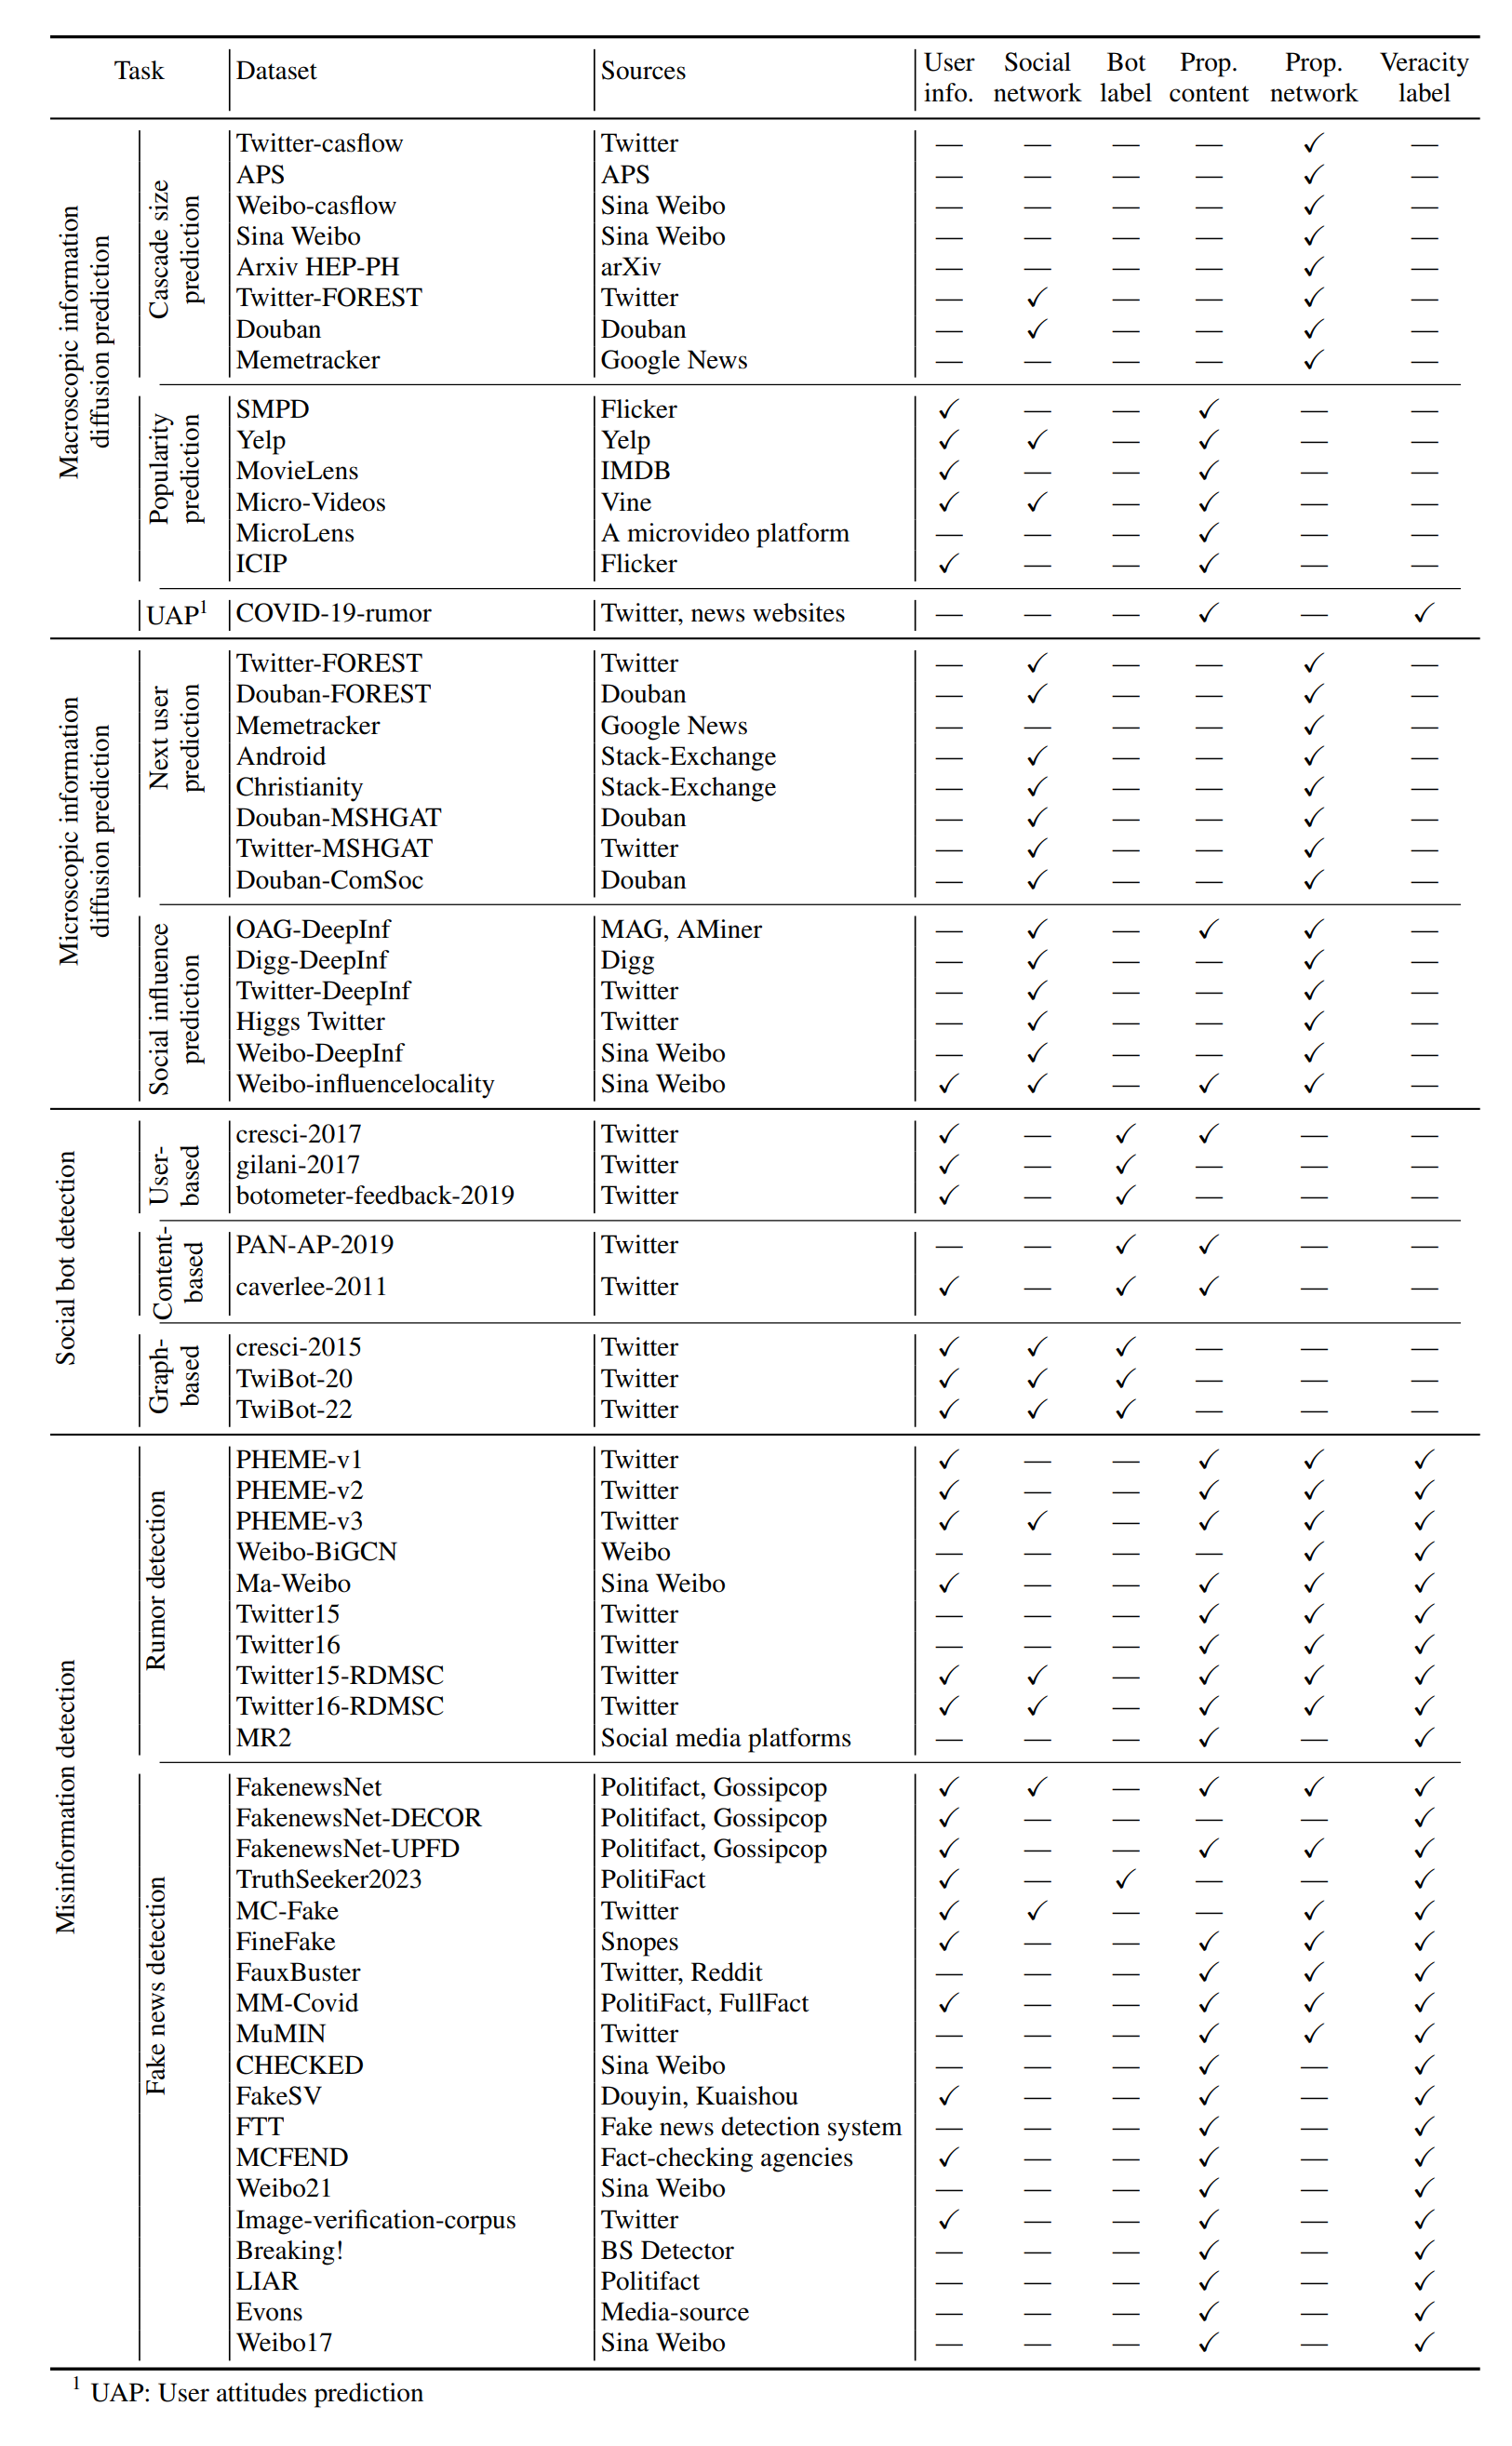 Task Dataset Sources User info. Social network Bot label Prop. content Prop. network Veracity label
Macroscopic information diffusion prediction
Cascade size prediction
Twitter-casflow Twitter — — — — ✓ —
APS APS — — — — ✓ —
Weibo-casflow Sina Weibo — — — — ✓ —
Sina Weibo Sina Weibo — — — — ✓ —
Arxiv HEP-PH arXiv — — — — ✓ —
Twitter-FOREST Twitter — ✓ — — ✓ —
Douban Douban — ✓ — — ✓ —
Memetracker Google News — — — — ✓ —
Popularity prediction
SMPD Flicker ✓ — — ✓ — —
Yelp Yelp ✓ ✓ — ✓ — —
MovieLens IMDB ✓ — — ✓ — —
Micro-Videos Vine ✓ ✓ — ✓ — —
MicroLens A microvideo platform — — — ✓ — —
ICIP Flicker ✓ — — ✓ — —
UAP1 COVID-19-rumor Twitter, news websites — — — ✓ — ✓
Microscopic information diffusion prediction
Next user prediction
Twitter-FOREST Twitter — ✓ — — ✓ —
Douban-FOREST Douban — ✓ — — ✓ —
Memetracker Google News — — — — ✓ —
Android Stack-Exchange — ✓ — — ✓ —
Christianity Stack-Exchange — ✓ — — ✓ —
Douban-MSHGAT Douban — ✓ — — ✓ —
Twitter-MSHGAT Twitter — ✓ — — ✓ —
Douban-ComSoc Douban — ✓ — — ✓ —
Social influence prediction
OAG-DeepInf MAG, AMiner — ✓ — ✓ ✓ —
Digg-DeepInf Digg — ✓ — — ✓ —
Twitter-DeepInf Twitter — ✓ — — ✓ —
Higgs Twitter Twitter — ✓ — — ✓ —
Weibo-DeepInf Sina Weibo — ✓ — — ✓ —
Weibo-influencelocality Sina Weibo ✓ ✓ — ✓ ✓ —
Social bot detection
User-based
cresci-2017 Twitter ✓ — ✓ ✓ — —
gilani-2017 Twitter ✓ — ✓ — — —
botometer-feedback-2019 Twitter ✓ — ✓ — — —
Content-based
PAN-AP-2019 Twitter — — ✓ ✓ — —
caverlee-2011 Twitter ✓ — ✓ ✓ — —
Graph-based
cresci-2015 Twitter ✓ ✓ ✓ — — —
TwiBot-20 Twitter ✓ ✓ ✓ — — —
TwiBot-22 Twitter ✓ ✓ ✓ — — —
Misinformation detection
Rumor detection
PHEME-v1 Twitter ✓ — — ✓ ✓ ✓
PHEME-v2 Twitter ✓ — — ✓ ✓ ✓
PHEME-v3 Twitter ✓ ✓ — ✓ ✓ ✓
Weibo-BiGCN Weibo — — — — ✓ ✓
Ma-Weibo Sina Weibo ✓ — — ✓ ✓ ✓
Twitter15 Twitter — — — ✓ ✓ ✓
Twitter16 Twitter — — — ✓ ✓ ✓
Twitter15-RDMSC Twitter ✓ ✓ — ✓ ✓ ✓
Twitter16-RDMSC Twitter ✓ ✓ — ✓ ✓ ✓
MR2 Social media platforms — — — ✓ — ✓
Fake news detection
FakenewsNet Politifact, Gossipcop ✓ ✓ — ✓ ✓ ✓
FakenewsNet-DECOR Politifact, Gossipcop ✓ — — — — ✓
FakenewsNet-UPFD Politifact, Gossipcop ✓ — — ✓ ✓ ✓
TruthSeeker2023 PolitiFact ✓ — ✓ — — ✓
MC-Fake Twitter ✓ ✓ — — ✓ ✓
FineFake Snopes ✓ — — ✓ ✓ ✓
FauxBuster Twitter, Reddit — — — ✓ ✓ ✓
MM-Covid PolitiFact, FullFact ✓ — — ✓ ✓ ✓
MuMIN Twitter — — — ✓ ✓ ✓
CHECKED Sina Weibo — — — ✓ — ✓
FakeSV Douyin, Kuaishou ✓ — — ✓ — ✓
FTT Fake news detection system — — — ✓ — ✓
MCFEND Fact-checking agencies ✓ — — ✓ — ✓
Weibo21 Sina Weibo — — — ✓ — ✓
Image-verification-corpus Twitter ✓ — — ✓ — ✓
Breaking! BS Detector — — — ✓ — ✓
LIAR Politifact — — — ✓ — ✓
Evons Media-source — — — ✓ — ✓
Weibo17 Sina Weibo — — — ✓ — ✓
1 UAP: User attitudes prediction